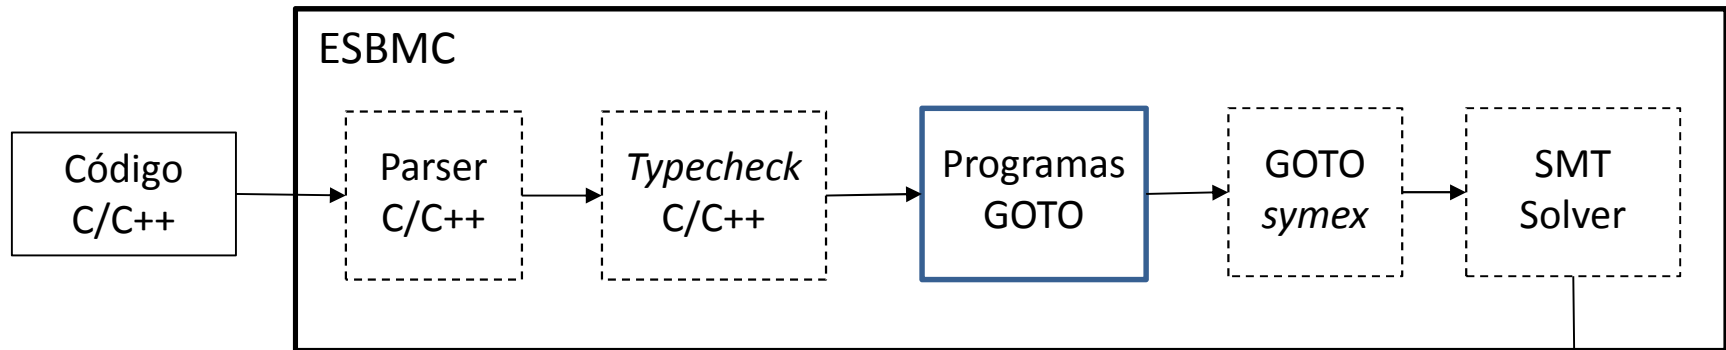 ESBMC
Código
C/C++
Parser
C/C++
Typecheck
C/C++
Programas
GOTO
GOTO
symex
SMT
Solver